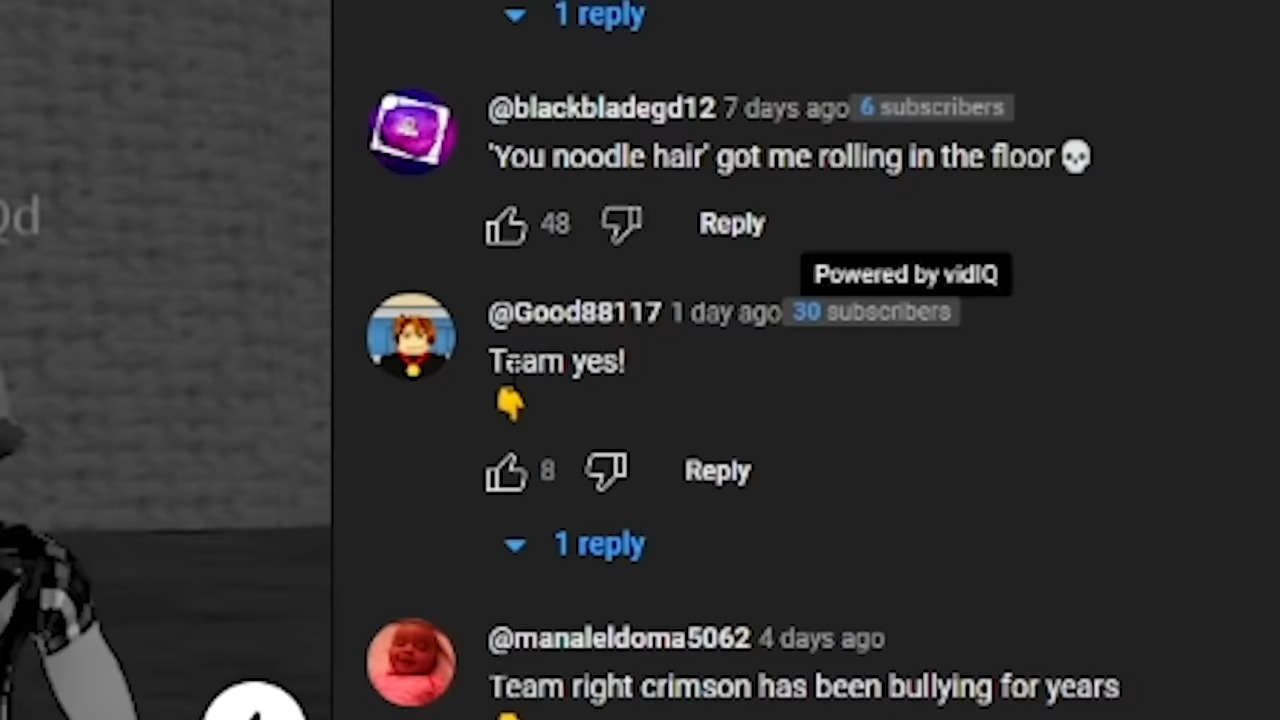 1 reply
@blackbladegd12 7 days ago 6 subscribers
'You noodle hair' got me rolling in the floor 💀
48 Reply
Powered by vidIQ
@Good88117 1 day ago 30 subscribers
Team yes!
👇
8 Reply
1 reply
@manaleldoma5062 4 days ago
Team right crimson has been bullying for years